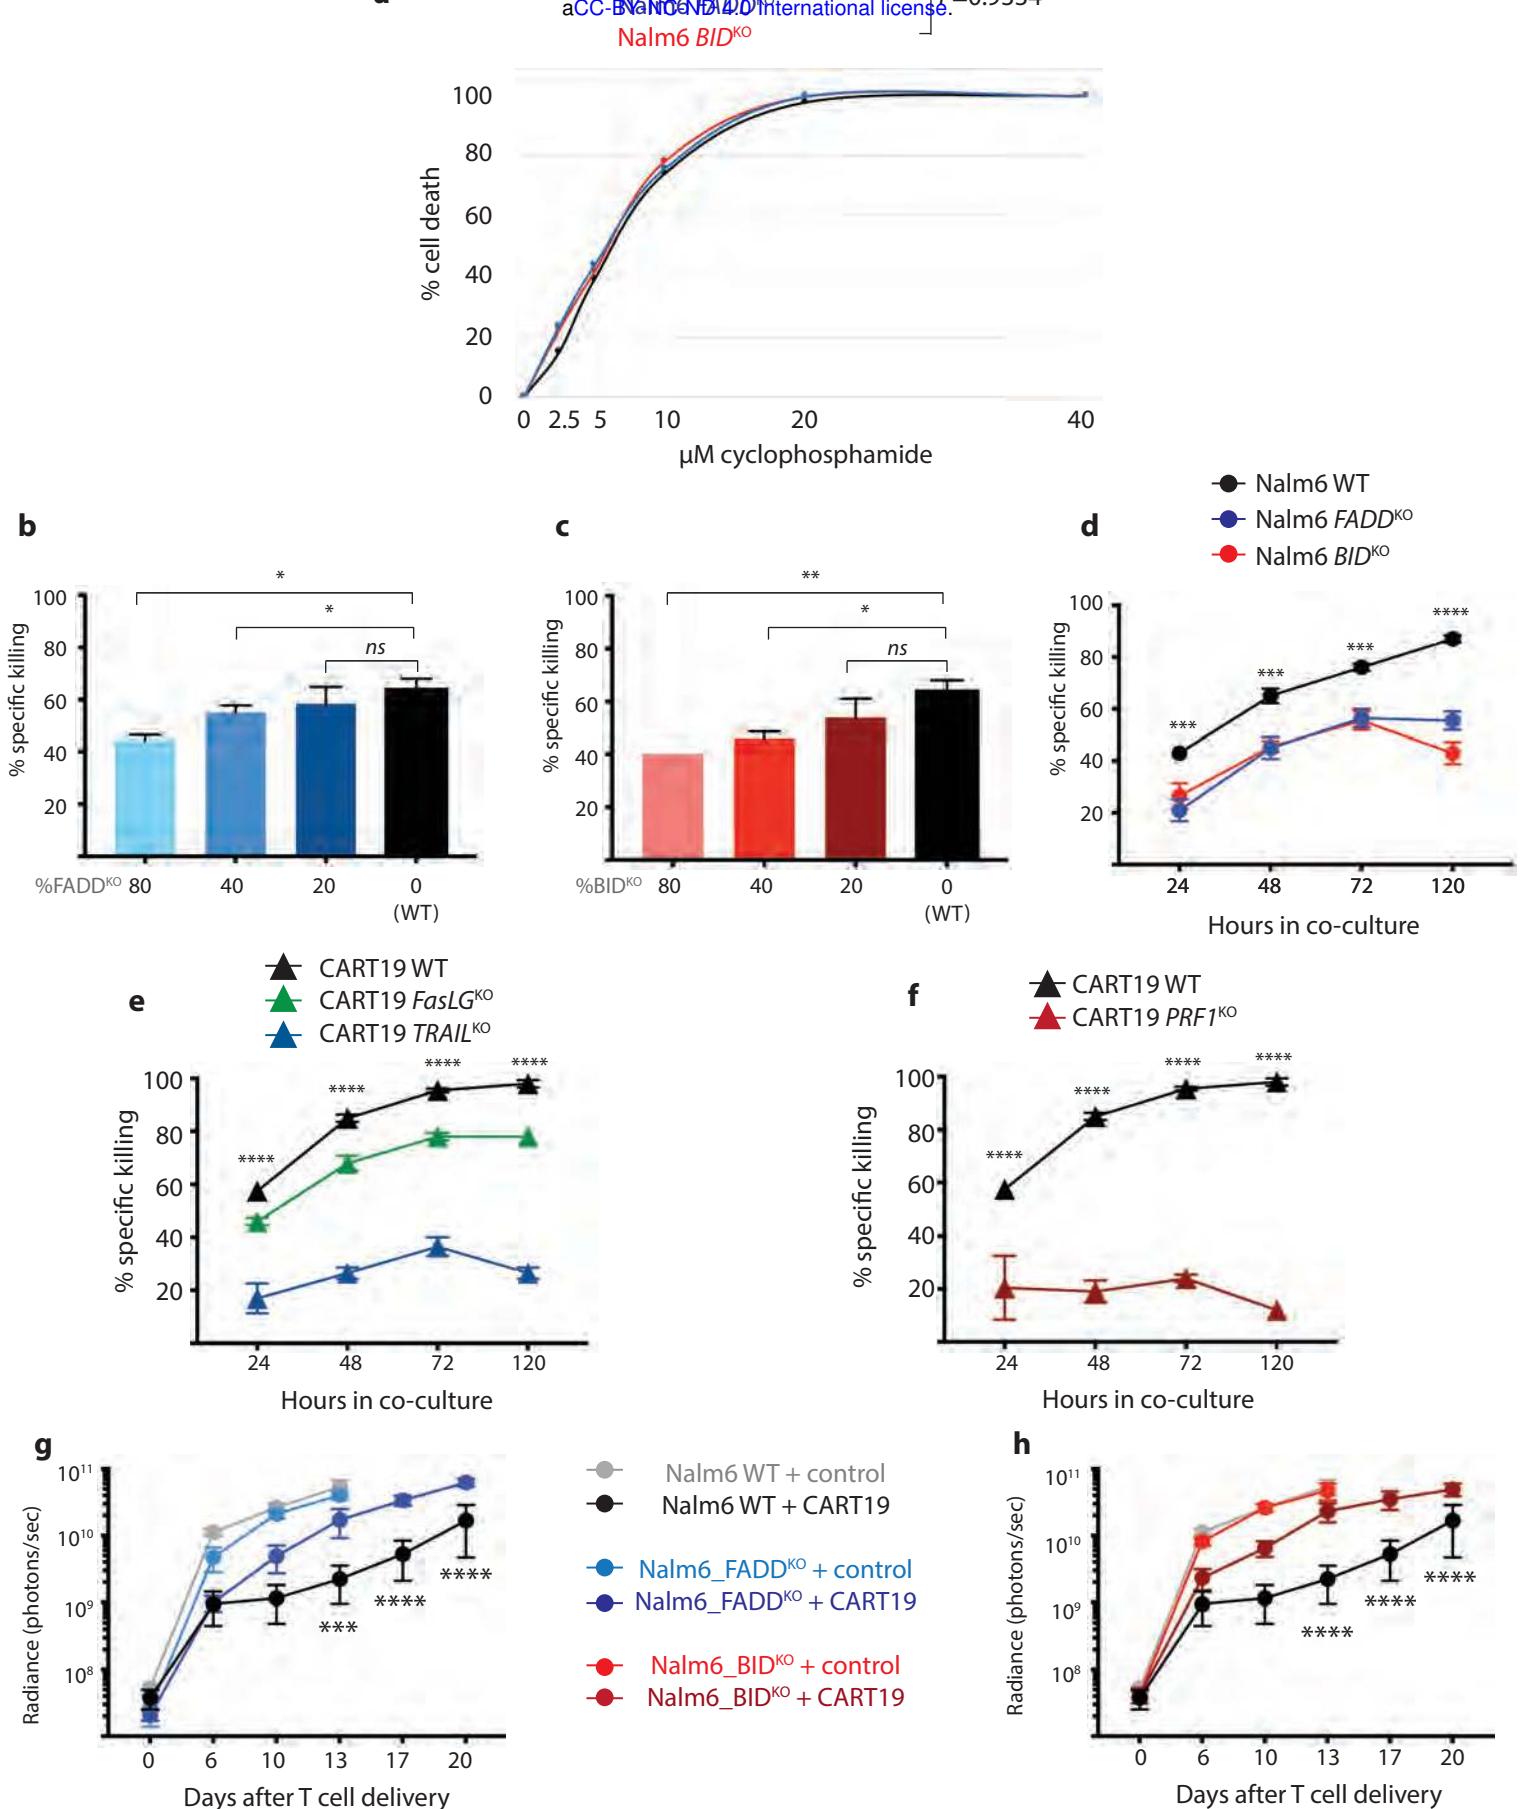 aCC-BY-NC-ND 4.0 International license.
Nalm6 BIDKO
100
80
60
40
20
0
% cell death
0 2.5 5 10 20 40
µM cyclophosphamide
b
*
*
ns
100
80
60
40
20
% specific killing
%FADDKO 80 40 20 0
(WT)
c
**
*
ns
100
80
60
40
20
% specific killing
%BIDKO 80 40 20 0
(WT)
d
Nalm6 WT
Nalm6 FADDKO
Nalm6 BIDKO
100
80
60
40
20
% specific killing
*** *** *** ****
24 48 72 120
Hours in co-culture
e
CART19 WT
CART19 FasLGKO
CART19 TRAILKO
100
80
60
40
20
% specific killing
**** **** **** ****
24 48 72 120
Hours in co-culture
f
CART19 WT
CART19 PRF1KO
100
80
60
40
20
% specific killing
**** **** **** ****
24 48 72 120
Hours in co-culture
g
10¹¹
10¹⁰
10⁹
10⁸
Radiance (photons/sec)
*** **** ****
0 6 10 13 17 20
Days after T cell delivery
Nalm6 WT + control
Nalm6 WT + CART19
Nalm6_FADDKO + control
Nalm6_FADDKO + CART19
Nalm6_BIDKO + control
Nalm6_BIDKO + CART19
h
10¹¹
10¹⁰
10⁹
10⁸
Radiance (photons/sec)
**** **** ****
0 6 10 13 17 20
Days after T cell delivery